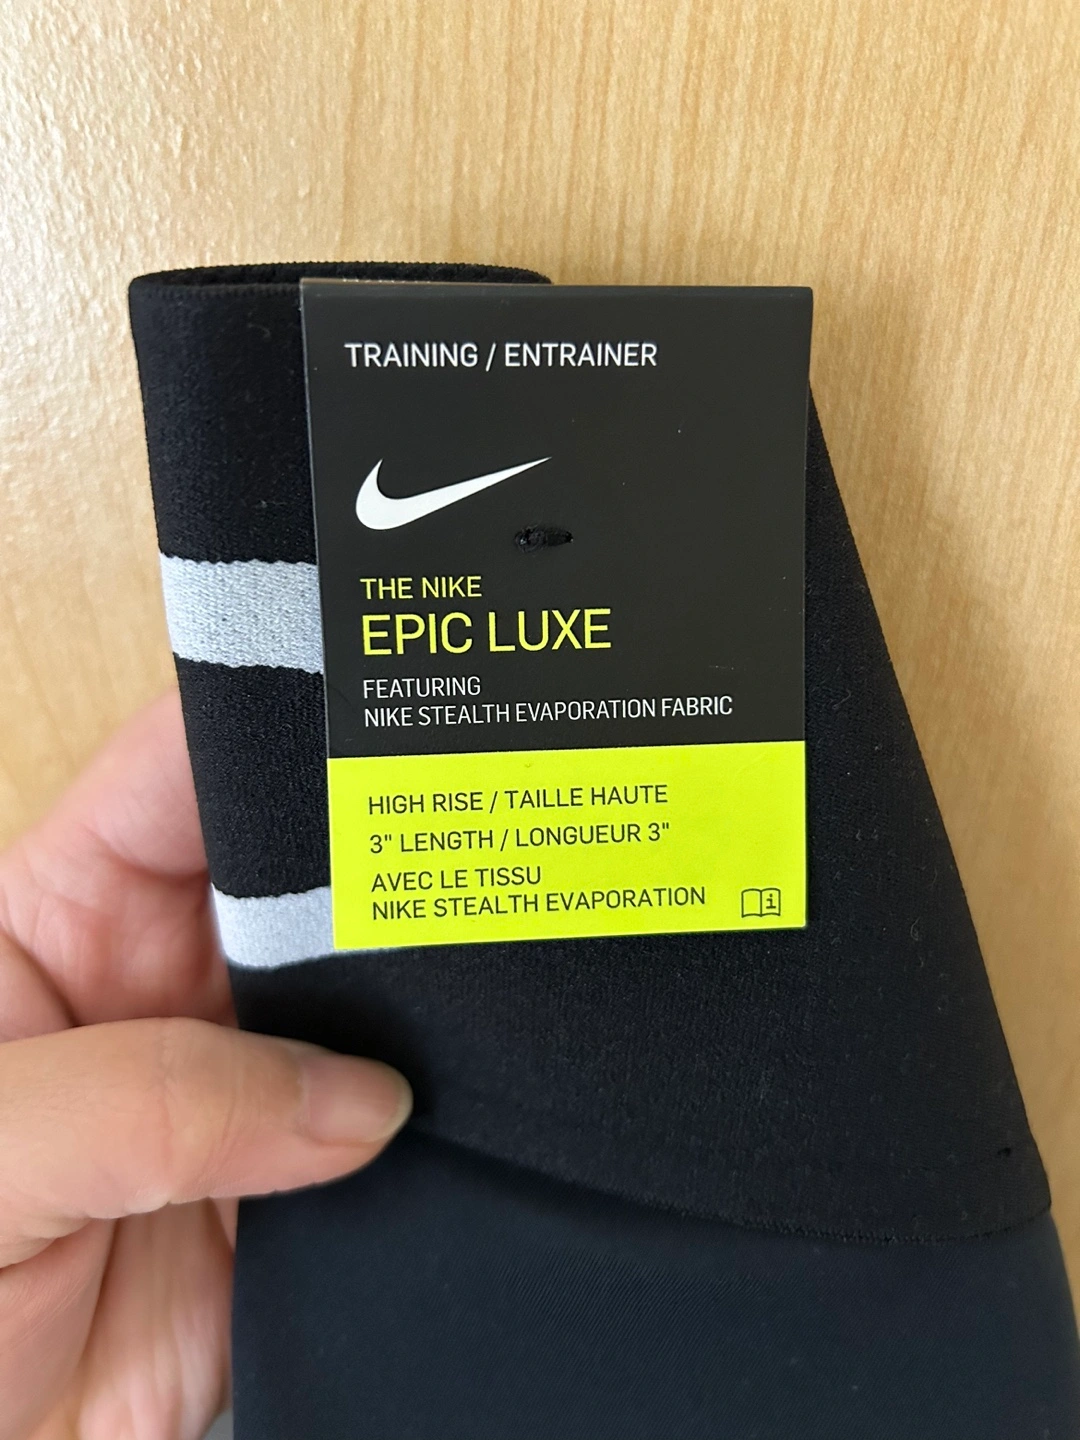 TRAINING / ENTRAINER
THE NIKE
EPIC LUXE
FEATURING
NIKE STEALTH EVAPORATION FABRIC
HIGH RISE / TAILLE HAUTE
3" LENGTH / LONGUEUR 3"
AVEC LE TISSU
NIKE STEALTH EVAPORATION
i